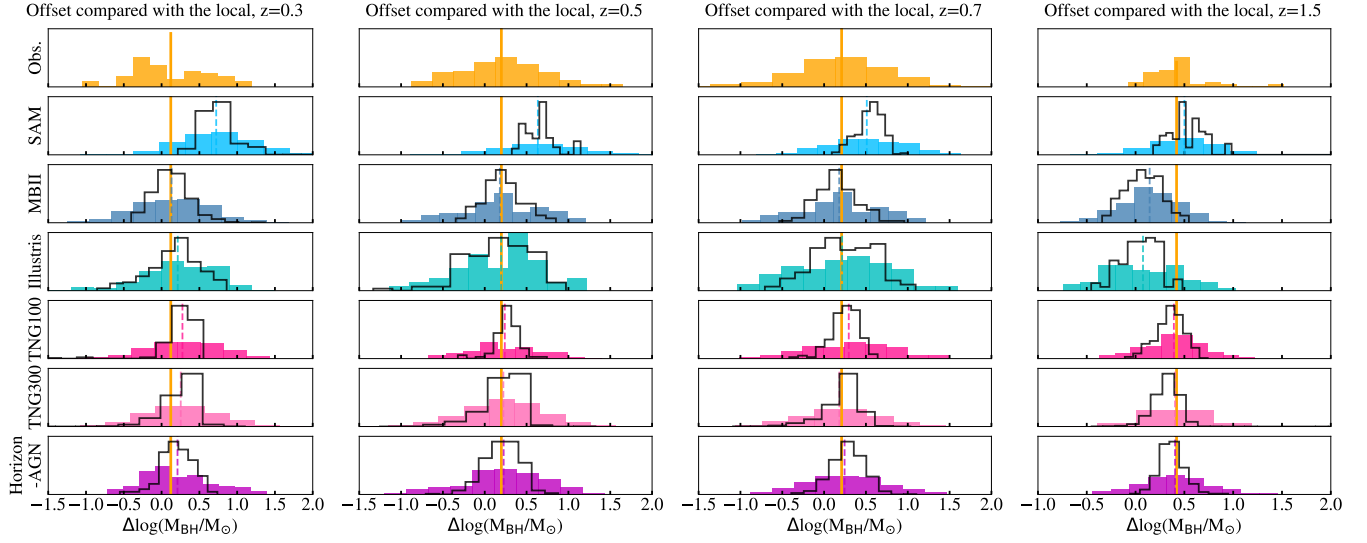 Offset compared with the local, z=0.3
Offset compared with the local, z=0.5
Offset compared with the local, z=0.7
Offset compared with the local, z=1.5
Obs.
SAM
MBII
Illustris
TNG100
TNG300
Horizon
-AGN
−1.5 −1.0 −0.5 0.0 0.5 1.0 1.5 2.0
−1.0 −0.5 0.0 0.5 1.0 1.5 2.0
−1.5 −1.0 −0.5 0.0 0.5 1.0 1.5 2.0
−1.0 −0.5 0.0 0.5 1.0 1.5 2.0
Δlog(M_BH/M_⊙)
Δlog(M_BH/M_⊙)
Δlog(M_BH/M_⊙)
Δlog(M_BH/M_⊙)